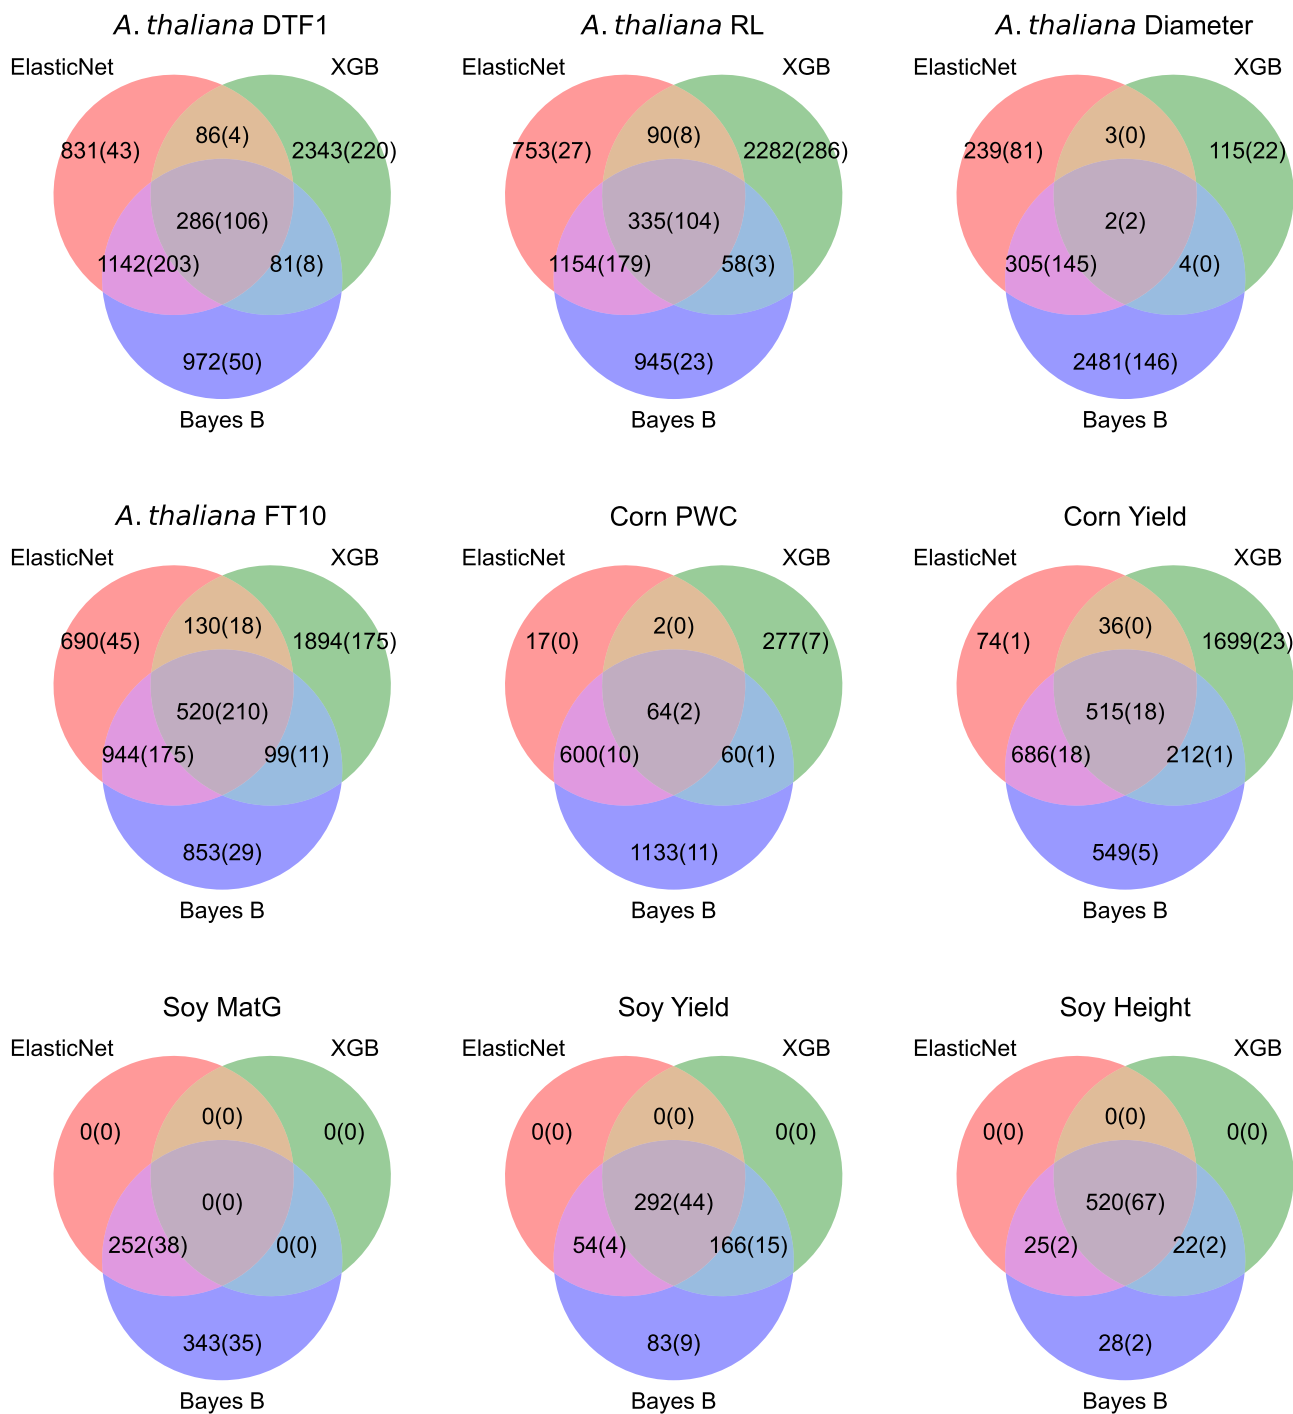 A. thaliana DTF1
ElasticNet XGB
831(43) 86(4) 2343(220)
286(106)
1142(203) 81(8)
972(50)
Bayes B
A. thaliana RL
ElasticNet XGB
753(27) 90(8) 2282(286)
335(104)
1154(179) 58(3)
945(23)
Bayes B
A. thaliana Diameter
ElasticNet XGB
239(81) 3(0) 115(22)
2(2)
305(145) 4(0)
2481(146)
Bayes B
A. thaliana FT10
ElasticNet XGB
690(45) 130(18) 1894(175)
520(210)
944(175) 99(11)
853(29)
Bayes B
Corn PWC
ElasticNet XGB
17(0) 2(0) 277(7)
64(2)
600(10) 60(1)
1133(11)
Bayes B
Corn Yield
ElasticNet XGB
74(1) 36(0) 1699(23)
515(18)
686(18) 212(1)
549(5)
Bayes B
Soy MatG
ElasticNet XGB
0(0) 0(0) 0(0)
0(0)
252(38) 0(0)
343(35)
Bayes B
Soy Yield
ElasticNet XGB
0(0) 0(0) 0(0)
292(44)
54(4) 166(15)
83(9)
Bayes B
Soy Height
ElasticNet XGB
0(0) 0(0) 0(0)
520(67)
25(2) 22(2)
28(2)
Bayes B